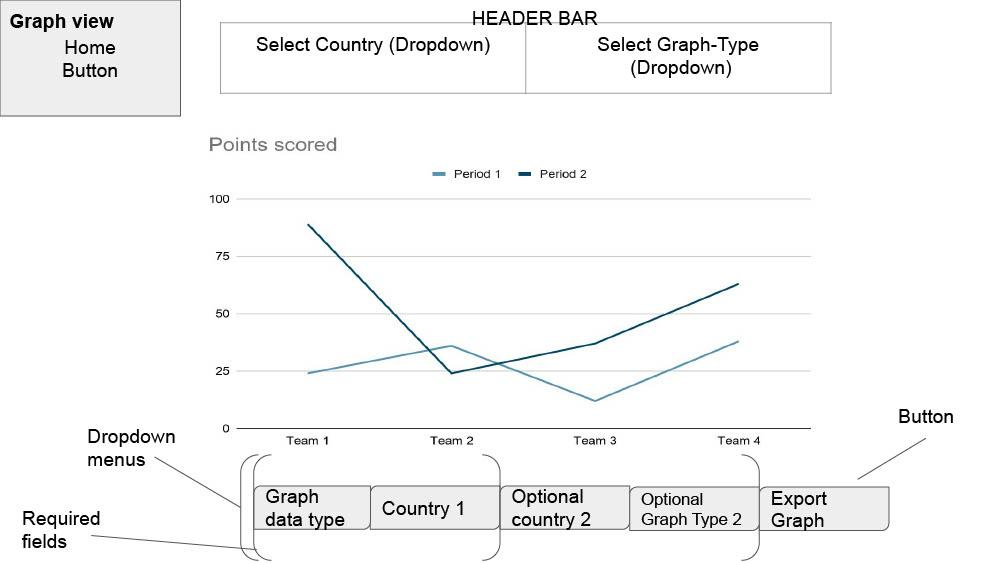 Graph view
Home
Button
HEADER BAR
Select Country (Dropdown)
Select Graph-Type
(Dropdown)
Points scored
Period 1
Period 2
100
75
50
25
0
Team 1
Team 2
Team 3
Team 4
Button
Dropdown
menus
Required
fields
Graph
data type
Country 1
Optional
country 2
Optional
Graph Type 2
Export
Graph